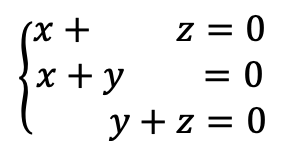 x + z = 0
x + y = 0
y + z = 0